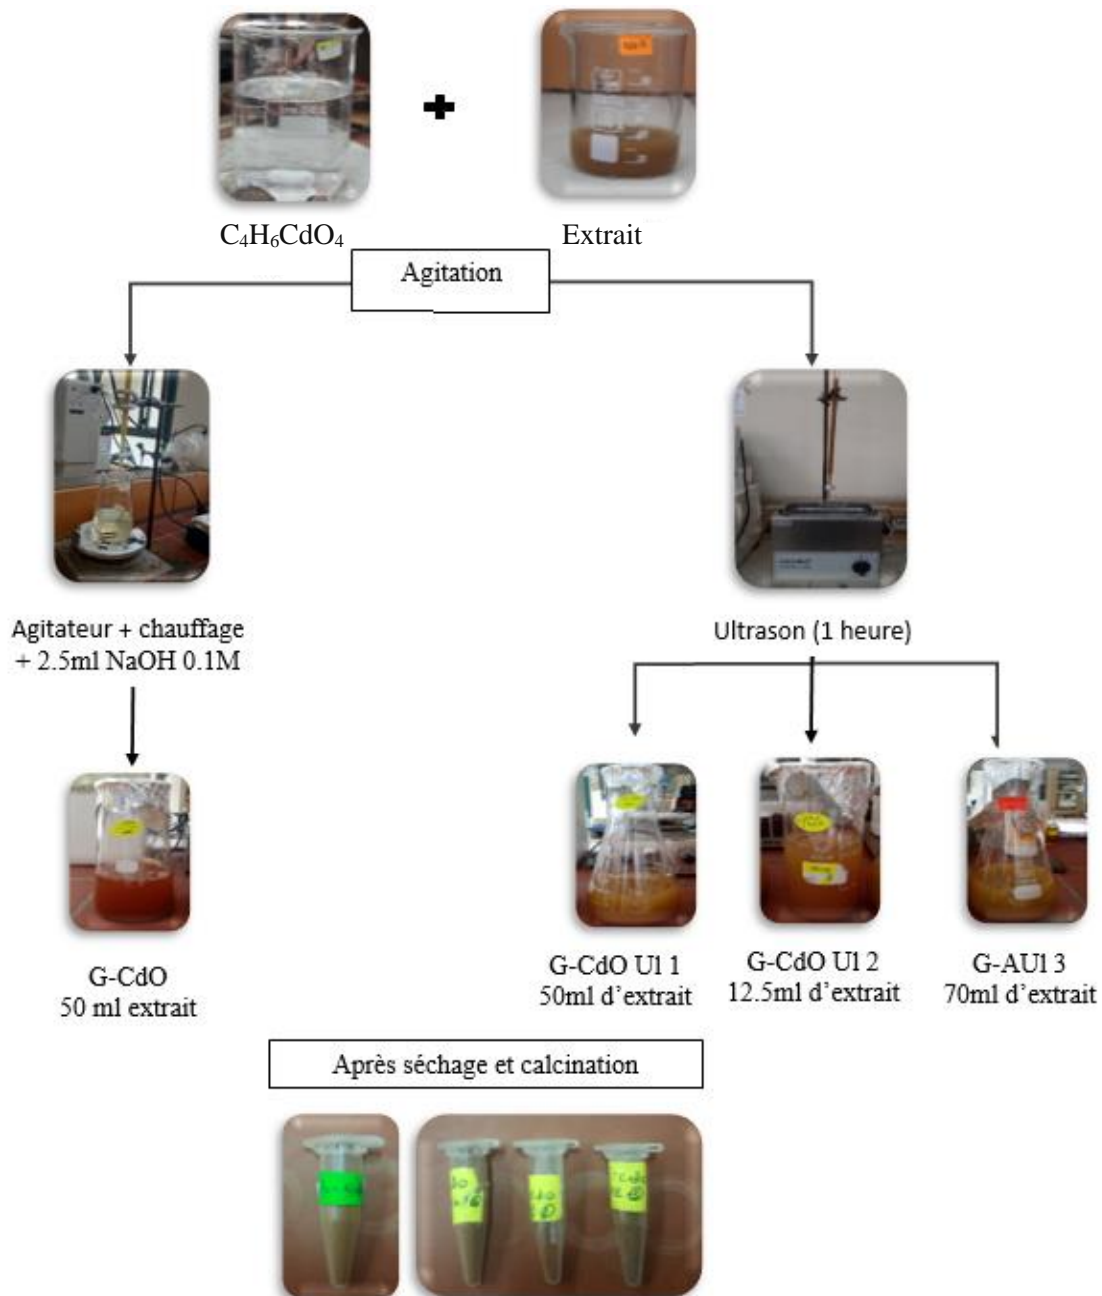 C₄H₆CdO₄
Extrait
Agitation
Agitateur + chauffage
+ 2.5ml NaOH 0.1M
Ultrason (1 heure)
G-CdO
50 ml extrait
G-CdO Ul 1
50ml d'extrait
G-CdO Ul 2
12.5ml d'extrait
G-AUl 3
70ml d'extrait
Après séchage et calcination